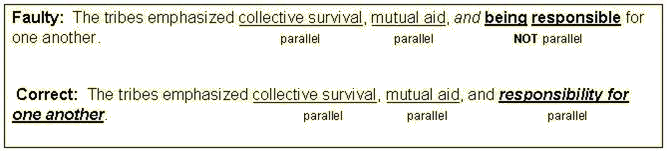 Faulty: The tribes emphasized collective survival, mutual aid, and being responsible for
one another. parallel parallel NOT parallel
Correct: The tribes emphasized collective survival, mutual aid, and responsibility for
one another. parallel parallel parallel